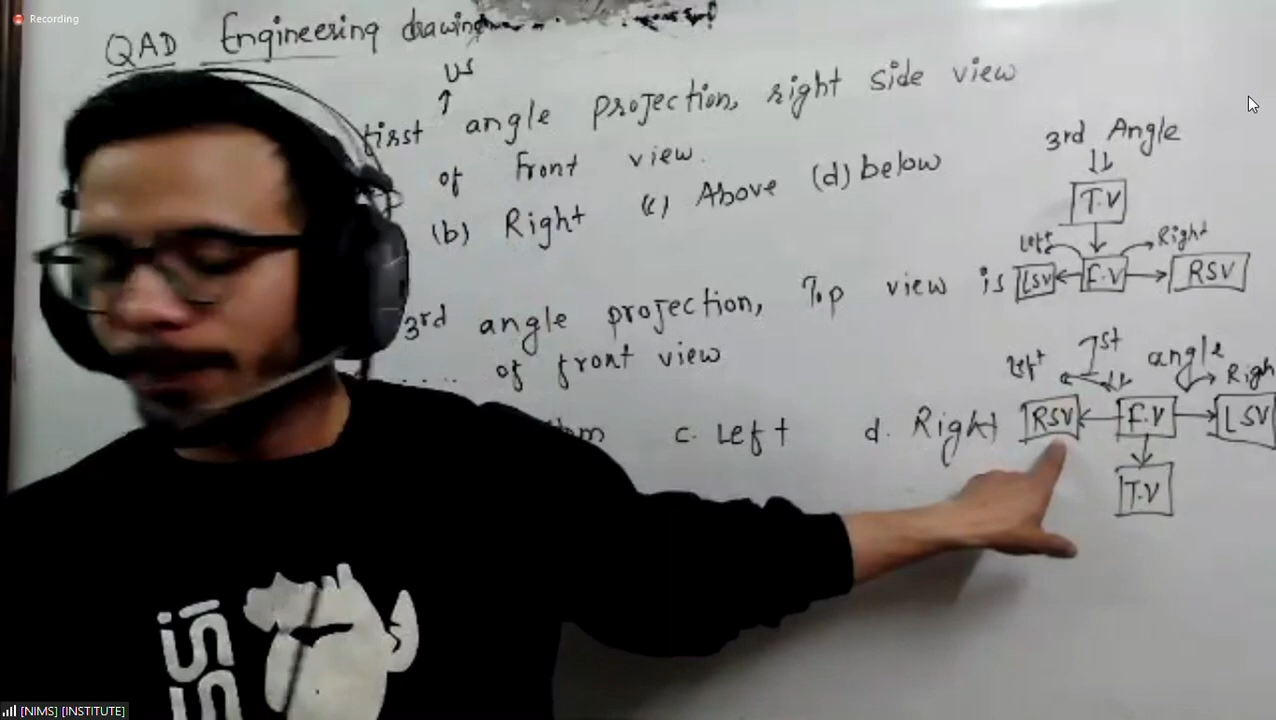 Recording
QAD Engineering drawing
us
first angle projection, right side view
of front view.
(b) Right (c) Above (d) below
3rd angle projection, Top view is
..... of front view
c. Left d. Right
3rd Angle
T.V
Left Right
LSV F.V RSV
1st angle
left Righ
RSV F.V LSV
T.V
[NIMS] [INSTITUTE]